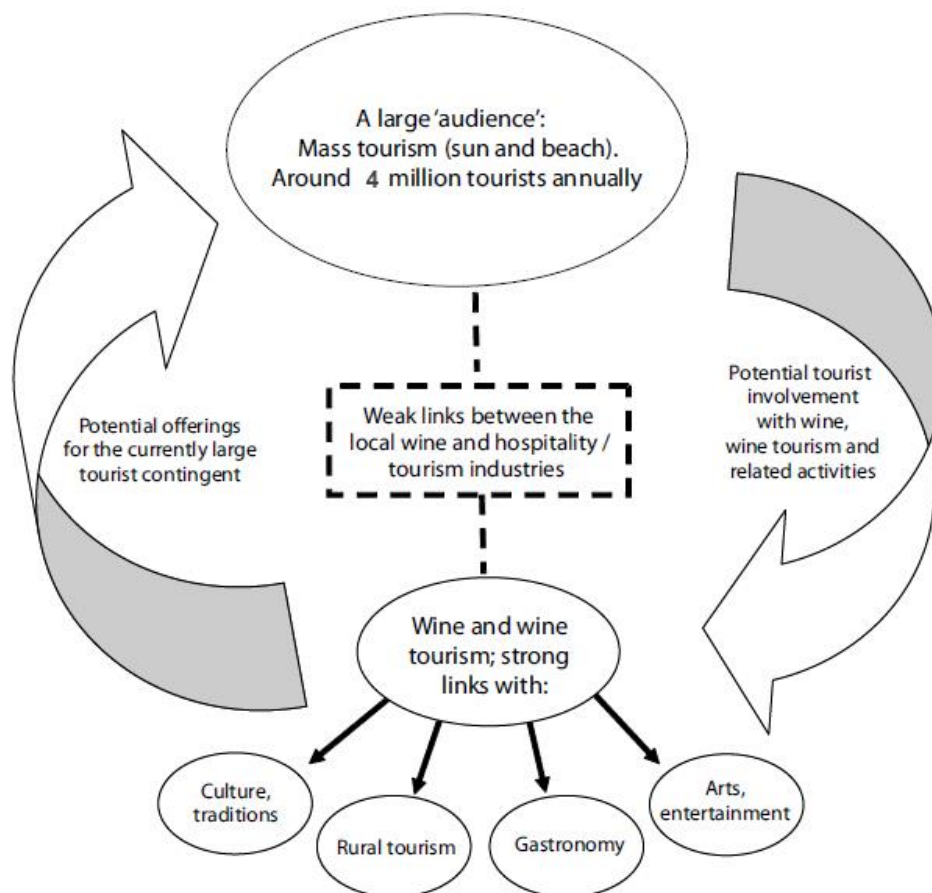 A large ‘audience’:
Mass tourism (sun and beach).
Around 4 million tourists annually
Potential offerings
for the currently large
tourist contingent
Weak links between the
local wine and hospitality /
tourism industries
Potential tourist
involvement
with wine,
wine tourism and
related activities
Wine and wine
tourism; strong
links with:
Culture,
traditions
Rural tourism
Gastronomy
Arts,
entertainment